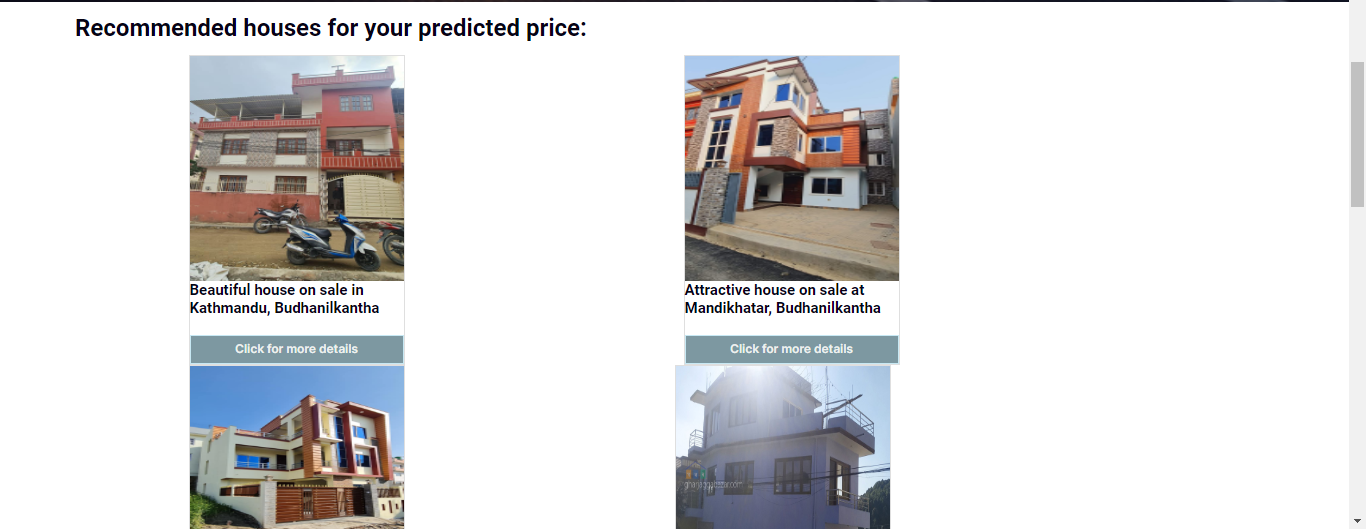 Recommended houses for your predicted price:
Beautiful house on sale in
Kathmandu, Budhanilkantha
Click for more details
Attractive house on sale at
Mandikhatar, Budhanilkantha
Click for more details